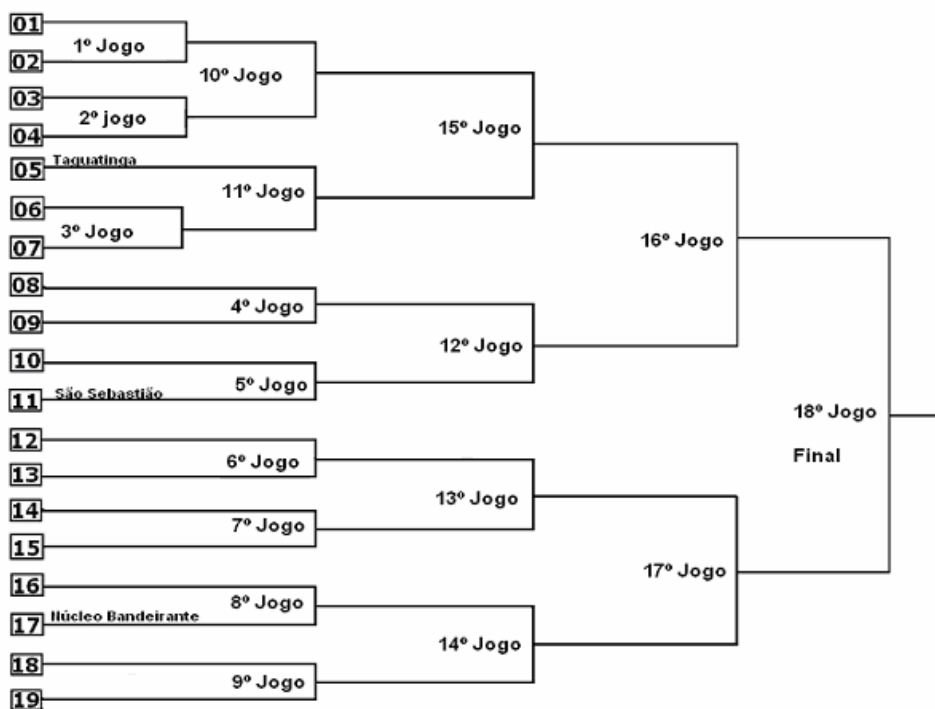 01
1º Jogo
02
10º Jogo
03
2º jogo
04
15º Jogo
05 Taguatinga
11º Jogo
06
3º Jogo
07
16º Jogo
08
4º Jogo
09
12º Jogo
10
5º Jogo
11 São Sebastião
18º Jogo
Final
12
6º Jogo
13
13º Jogo
14
7º Jogo
15
17º Jogo
16
8º Jogo
17 Núcleo Bandeirante
14º Jogo
18
9º Jogo
19